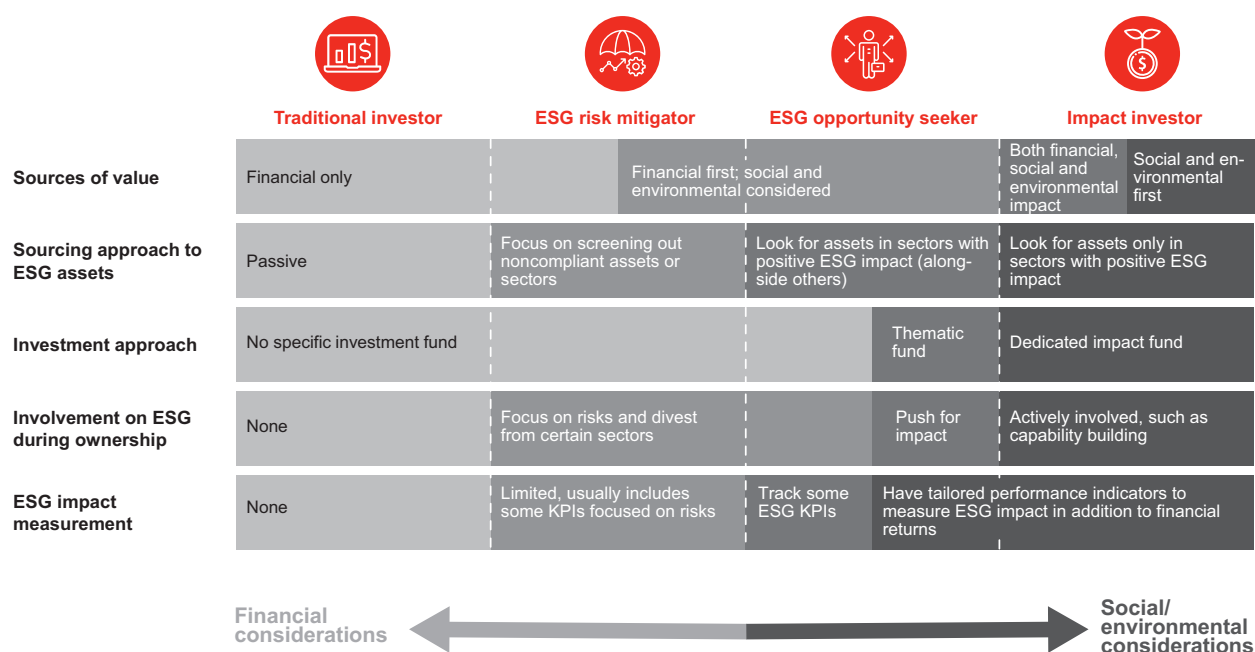 Traditional investor
ESG risk mitigator
ESG opportunity seeker
Impact investor
Sources of value
Financial only
Financial first; social and
environmental considered
Both financial,
social and
environmental
impact
Social and en-
vironmental
first
Sourcing approach to
ESG assets
Passive
Focus on screening out
noncompliant assets or
sectors
Look for assets in sectors with
positive ESG impact (along-
side others)
Look for assets only in
sectors with positive ESG
impact
Investment approach
No specific investment fund
Thematic
fund
Dedicated impact fund
Involvement on ESG
during ownership
None
Focus on risks and divest
from certain sectors
Push for
impact
Actively involved, such as
capability building
ESG impact
measurement
None
Limited, usually includes
some KPIs focused on risks
Track some
ESG KPIs
Have tailored performance indicators to
measure ESG impact in addition to financial
returns
Financial
considerations
Social/
environmental
considerations